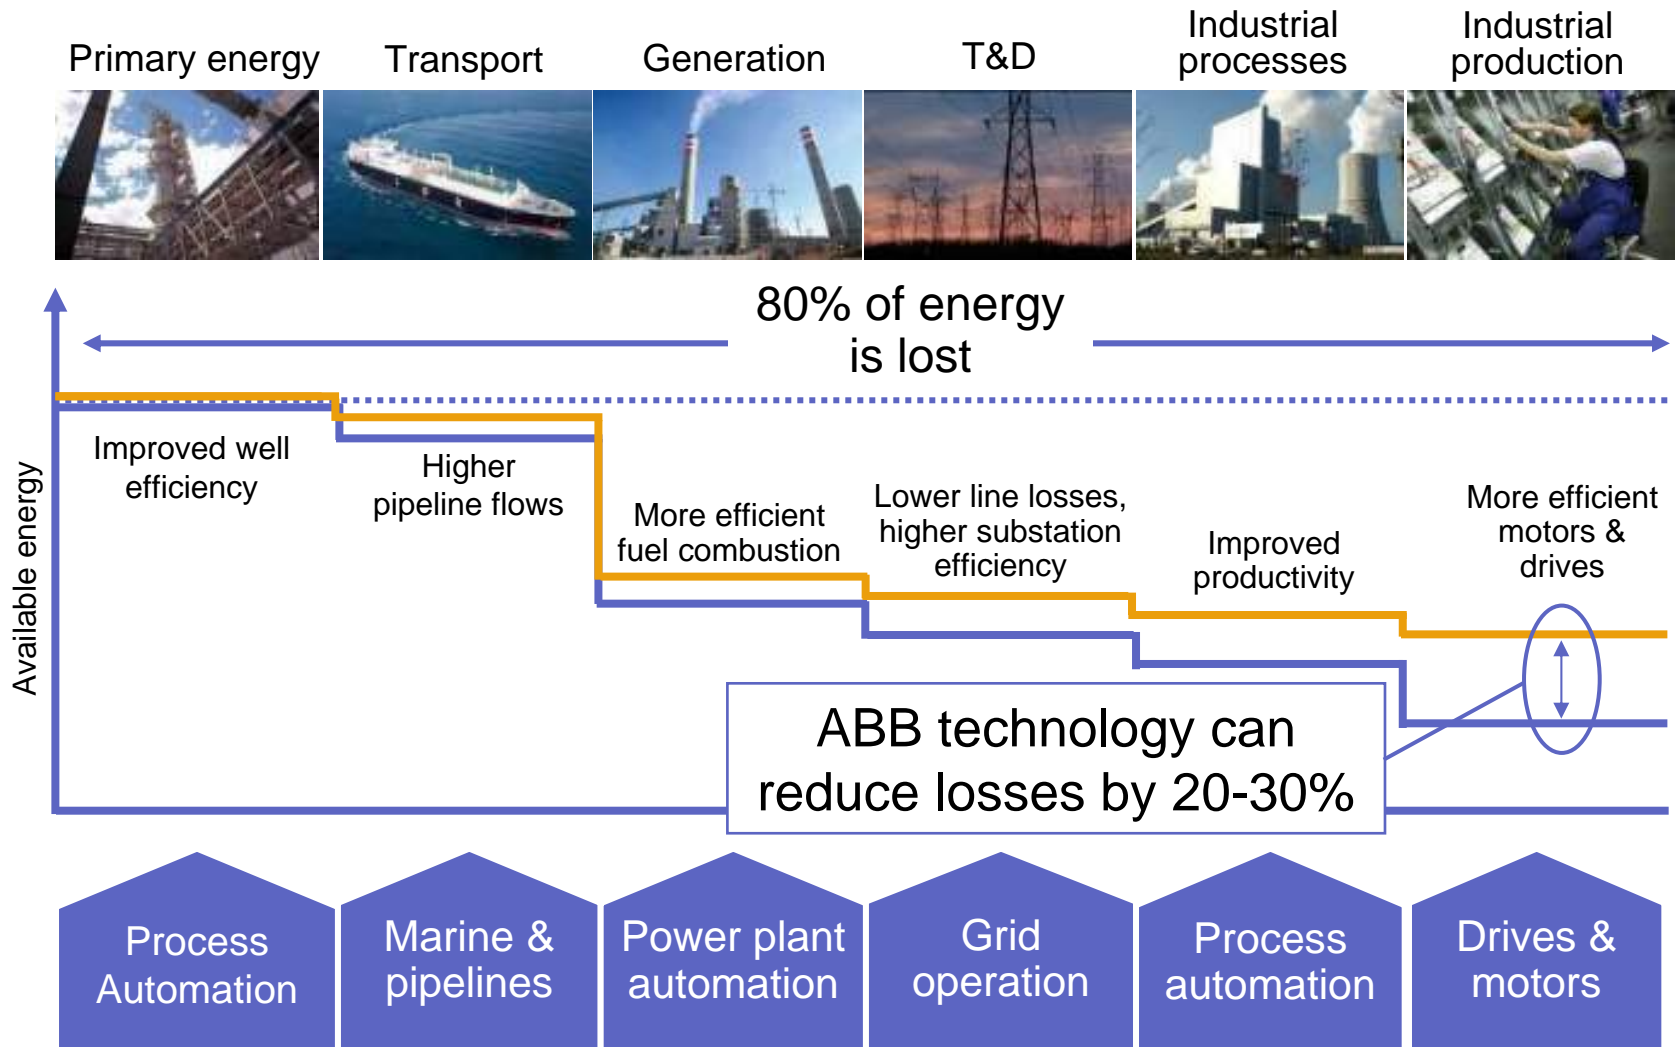 Primary energy
Transport
Generation
T&D
Industrial
processes
Industrial
production
80% of energy
is lost
Available energy
Improved well
efficiency
Higher
pipeline flows
More efficient
fuel combustion
Lower line losses,
higher substation
efficiency
Improved
productivity
More efficient
motors &
drives
ABB technology can
reduce losses by 20-30%
Process
Automation
Marine &
pipelines
Power plant
automation
Grid
operation
Process
automation
Drives &
motors